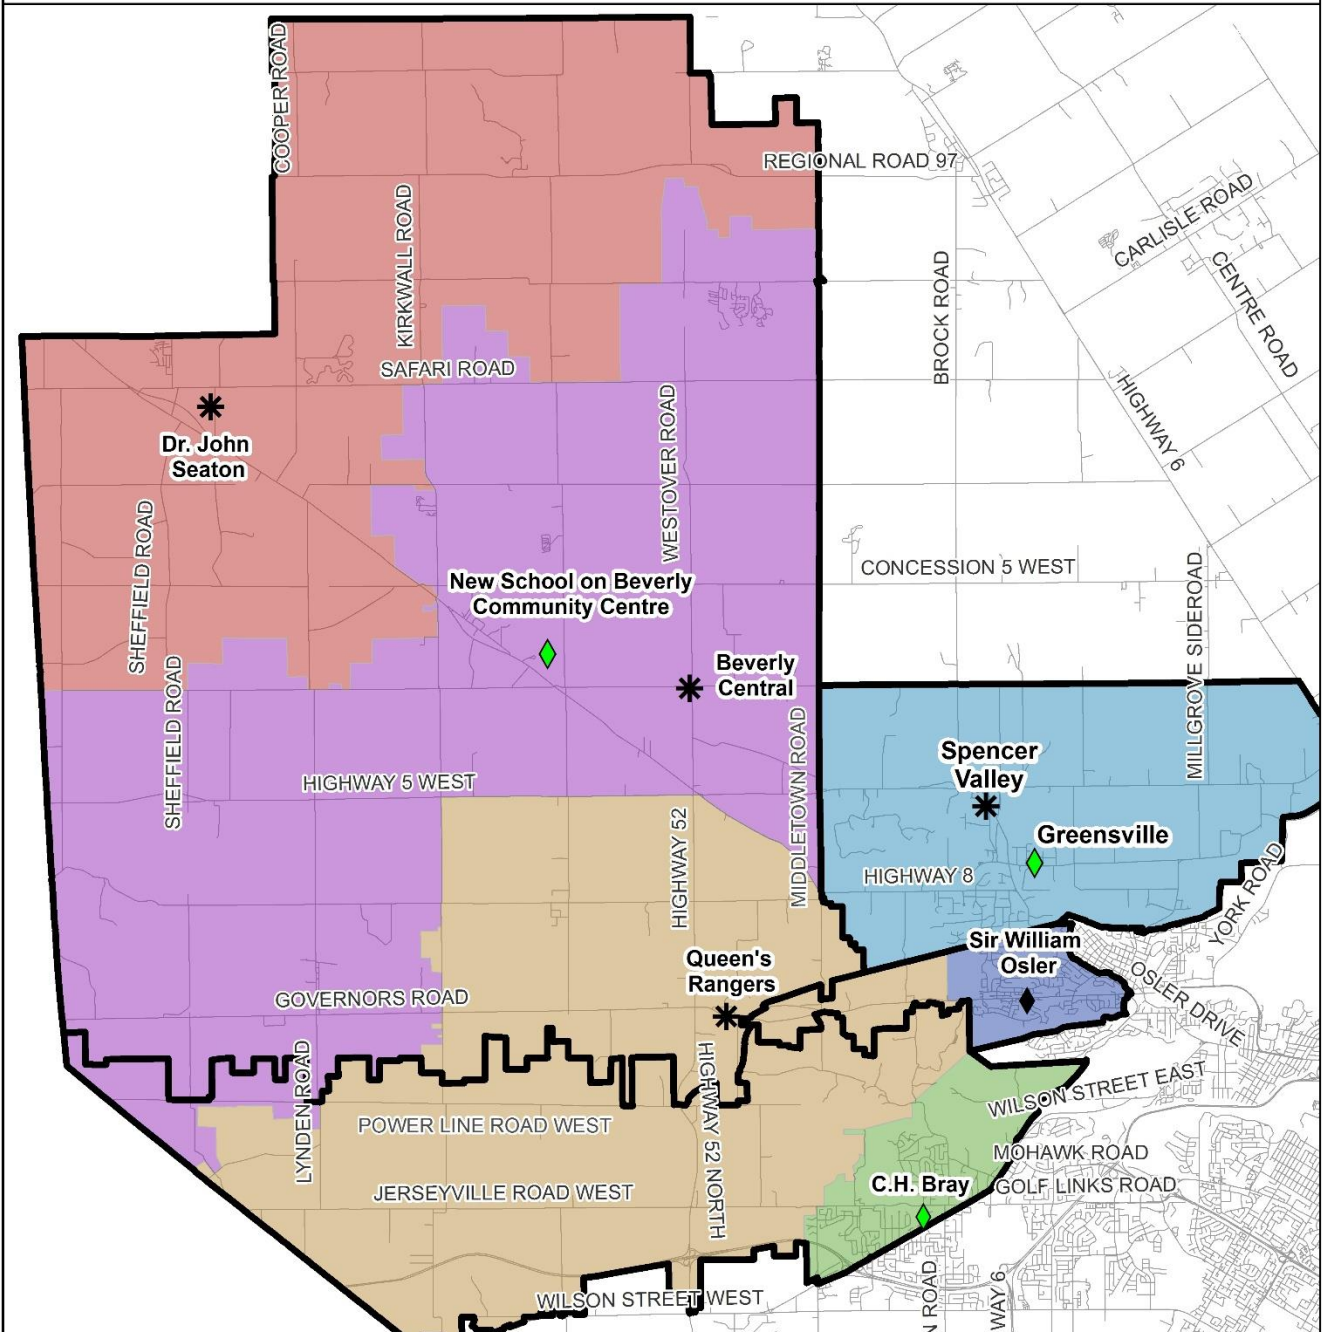 COOPER ROAD
REGIONAL ROAD 97
CARLISLE ROAD
KIRKWALL ROAD
CENTRE ROAD
BROCK ROAD
SAFARI ROAD
HIGHWAY 6
Dr. John
Seaton
WESTOVER ROAD
SHEFFIELD ROAD
CONCESSION 5 WEST
New School on Beverly
Community Centre
MILLGROVE SIDEROAD
Beverly
Central
SHEFFIELD ROAD
MIDDLETOWN ROAD
Spencer
Valley
HIGHWAY 5 WEST
HIGHWAY 52
Greensville
HIGHWAY 8
YORK ROAD
Sir William
Osler
Queen's
Rangers
OSLER DRIVE
GOVERNORS ROAD
LYNDEN ROAD
HIGHWAY 52 NORTH
WILSON STREET EAST
POWER LINE ROAD WEST
MOHAWK ROAD
C.H. Bray
GOLF LINKS ROAD
JERSEYVILLE ROAD WEST
WILSON STREET WEST
N ROAD
WAY 6